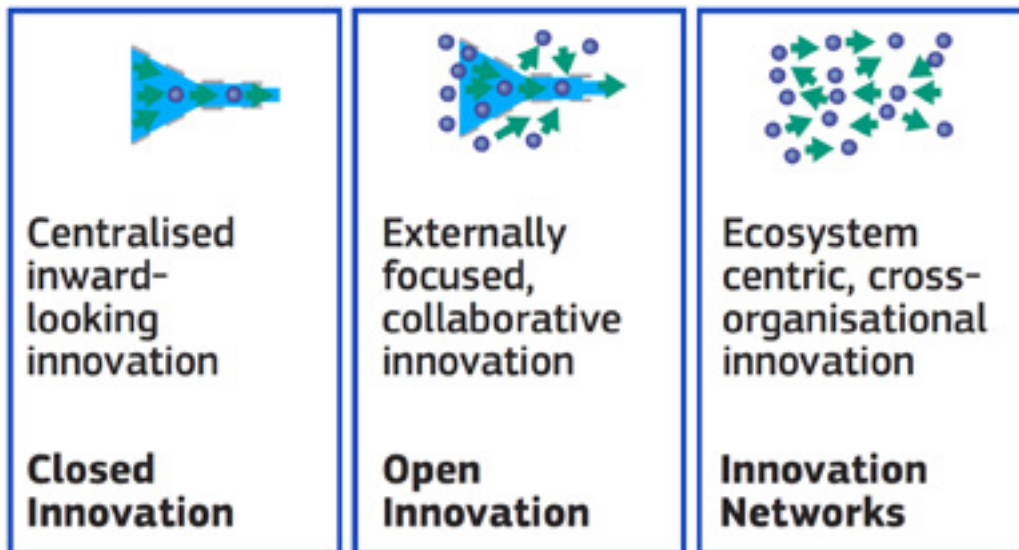 Centralised
inward-
looking
innovation
Closed
Innovation
Externally
focused,
collaborative
innovation
Open
Innovation
Ecosystem
centric, cross-
organisational
innovation
Innovation
Networks